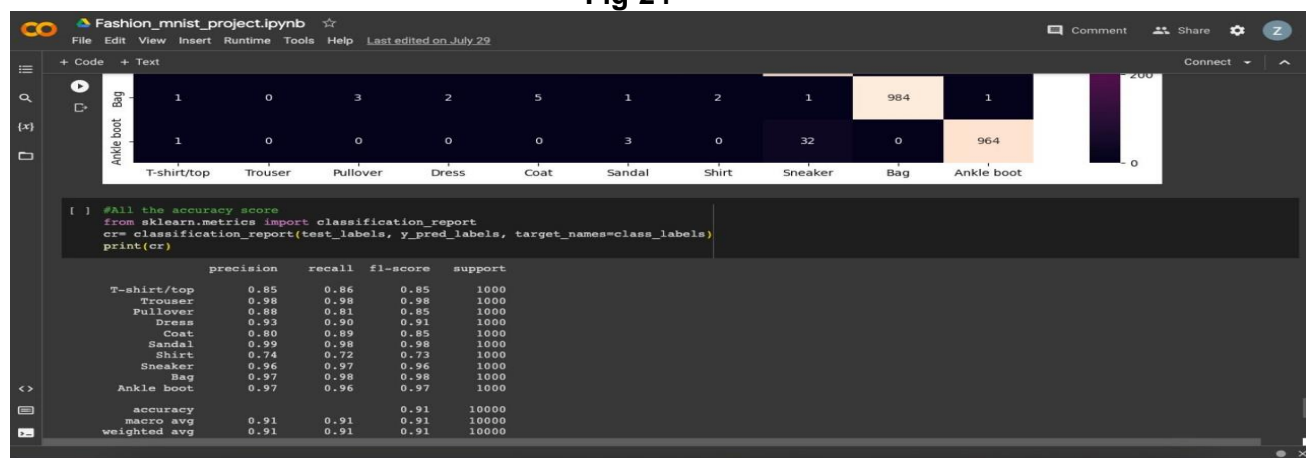 Fashion_mnist_project.ipynb
File Edit View Insert Runtime Tools Help Last edited on July 29
Comment Share Z
+ Code + Text Connect
200
Bag 1 0 3 2 5 1 2 1 984 1
Ankle boot 1 0 0 0 0 3 0 32 0 964
0
T-shirt/top Trouser Pullover Dress Coat Sandal Shirt Sneaker Bag Ankle boot
[ ] #All the accuracy score
from sklearn.metrics import classification_report
cr= classification_report(test_labels, y_pred_labels, target_names=class_labels)
print(cr)
precision recall f1-score support
T-shirt/top 0.85 0.86 0.85 1000
Trouser 0.98 0.98 0.98 1000
Pullover 0.88 0.81 0.85 1000
Dress 0.93 0.90 0.91 1000
Coat 0.80 0.89 0.85 1000
Sandal 0.99 0.98 0.98 1000
Shirt 0.74 0.72 0.73 1000
Sneaker 0.96 0.97 0.96 1000
Bag 0.97 0.98 0.98 1000
Ankle boot 0.97 0.96 0.97 1000
accuracy 0.91 10000
macro avg 0.91 0.91 0.91 10000
weighted avg 0.91 0.91 0.91 10000